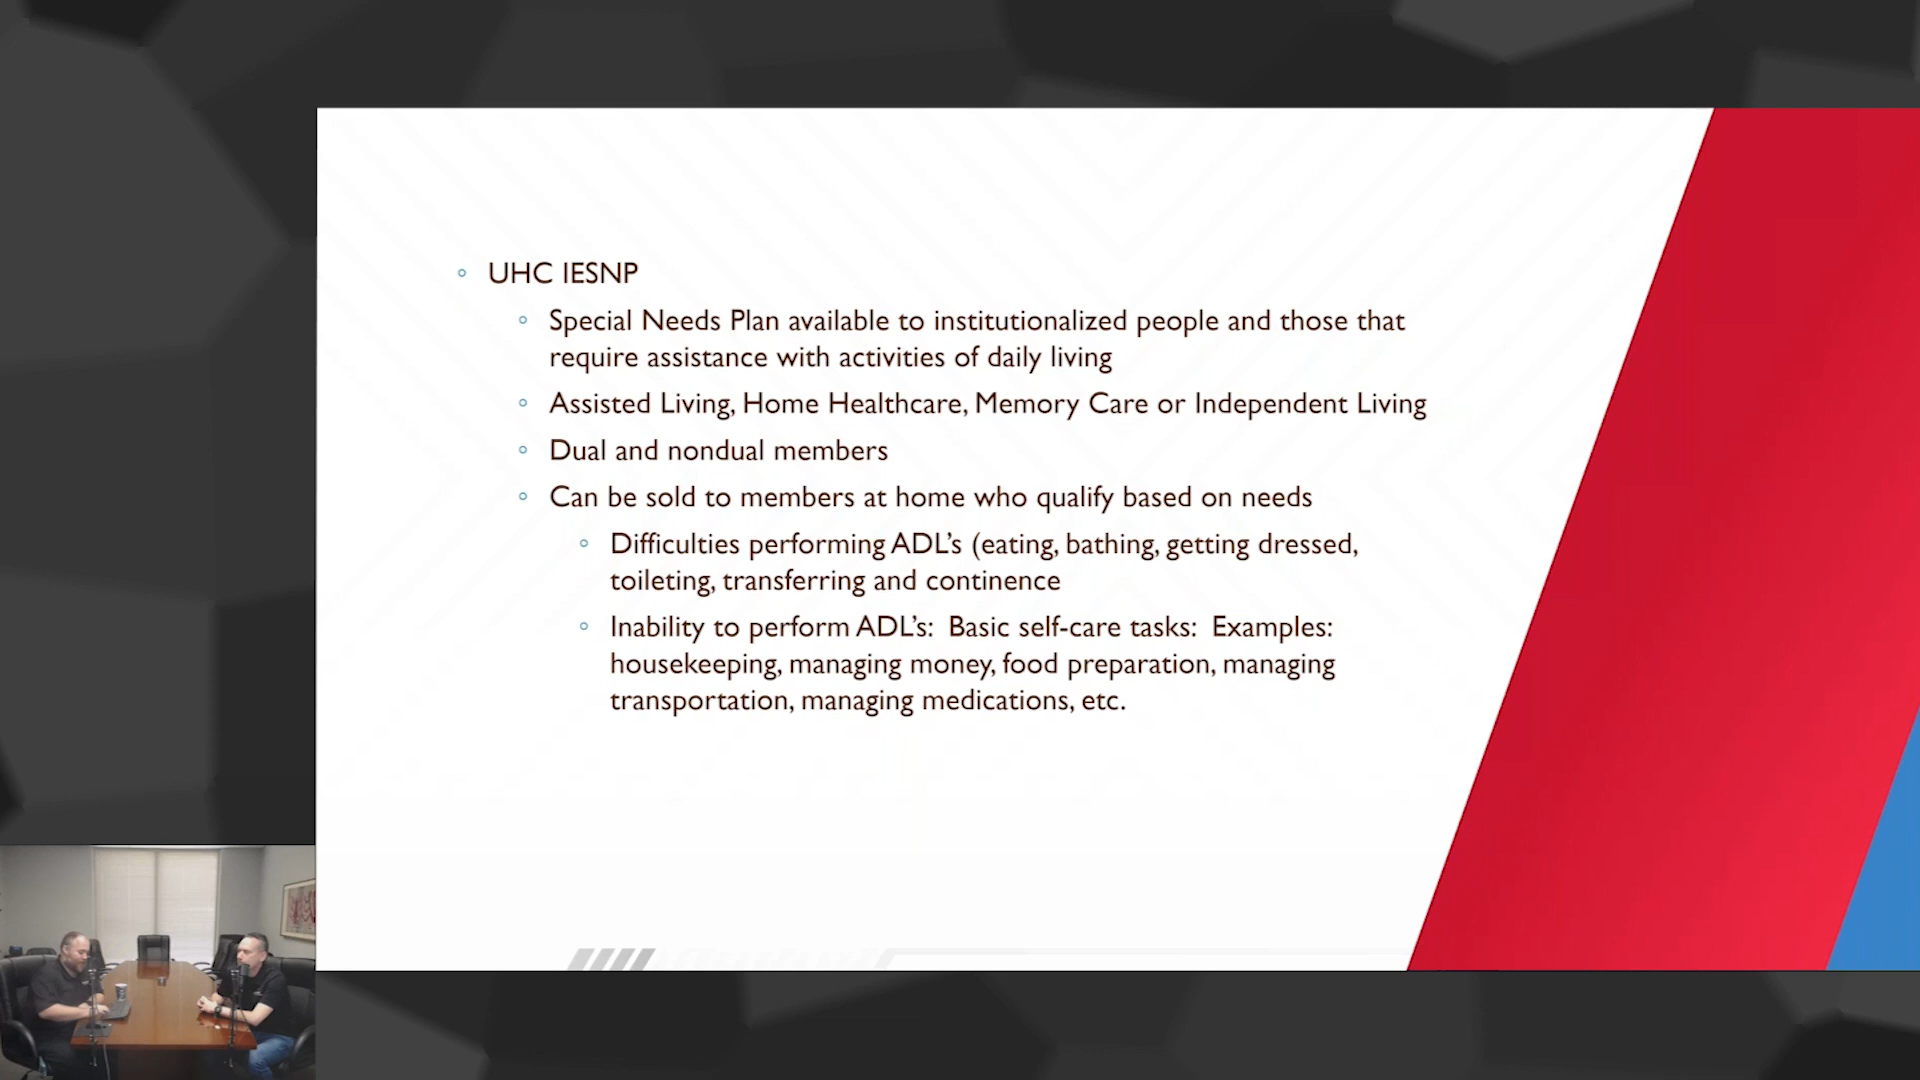 UHC IESNP
Special Needs Plan available to institutionalized people and those that
require assistance with activities of daily living
Assisted Living, Home Healthcare, Memory Care or Independent Living
Dual and nondual members
Can be sold to members at home who qualify based on needs
Difficulties performing ADL's (eating, bathing, getting dressed,
toileting, transferring and continence
Inability to perform ADL's: Basic self-care tasks: Examples:
housekeeping, managing money, food preparation, managing
transportation, managing medications, etc.